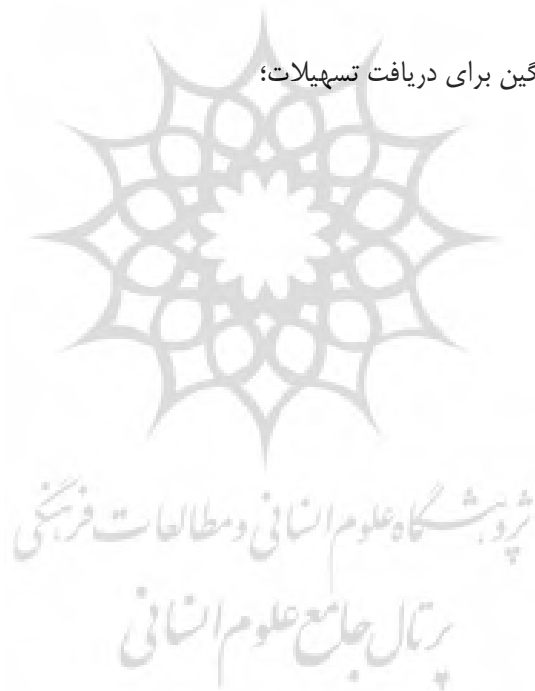 گین برای دریافت تسهیلات؛
پژوهشگاه علوم انسانی و مطالعات فرهنگی
پرتال جامع علوم انسانی